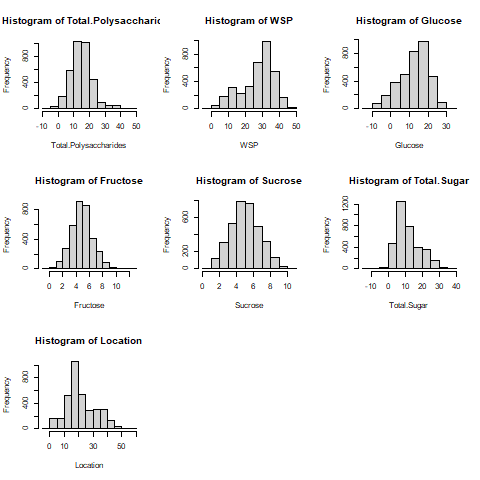 Histogram of Total.Polysaccharic
Frequency
0 400 800
-10 0 10 20 30 40 50
Total.Polysaccharides
Histogram of WSP
Frequency
0 400 800
0 10 20 30 40 50
WSP
Histogram of Glucose
Frequency
0 400 800
-10 0 10 20 30
Glucose
Histogram of Fructose
Frequency
0 400 800
0 2 4 6 8 10
Fructose
Histogram of Sucrose
Frequency
0 200 600
0 2 4 6 8 10
Sucrose
Histogram of Total.Sugar
Frequency
0 400 1200
-10 0 10 20 30 40
Total.Sugar
Histogram of Location
Frequency
0 400 800
0 10 30 50
Location